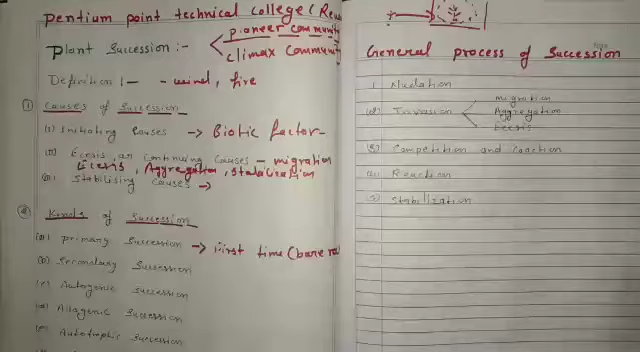 Pentium point technical College (Rewa
Plant Succession :-
pioneer community
climax community
Definition :- - wind, fire
(1) Causes of Succession
(i) Initiating Causes -> Biotic factor
(ii) Ecesis, or Continuing Causes - migration
Ecesis, Aggregation, Stabilization
(iii) Stabilising Causes ->
(2) Kinds of Succession
(a) primary Succession -> First time (bare
(b) Secondary Succession
(c) Autogenic Succession
(d) Allogenic Succession
(e) Autotrophic Succession
General process of Succession
1. Nudation
(2) Invasion
migration
Aggregation
Ecesis
(3) Competition and Coaction
(4) Reaction
5) Stabilization